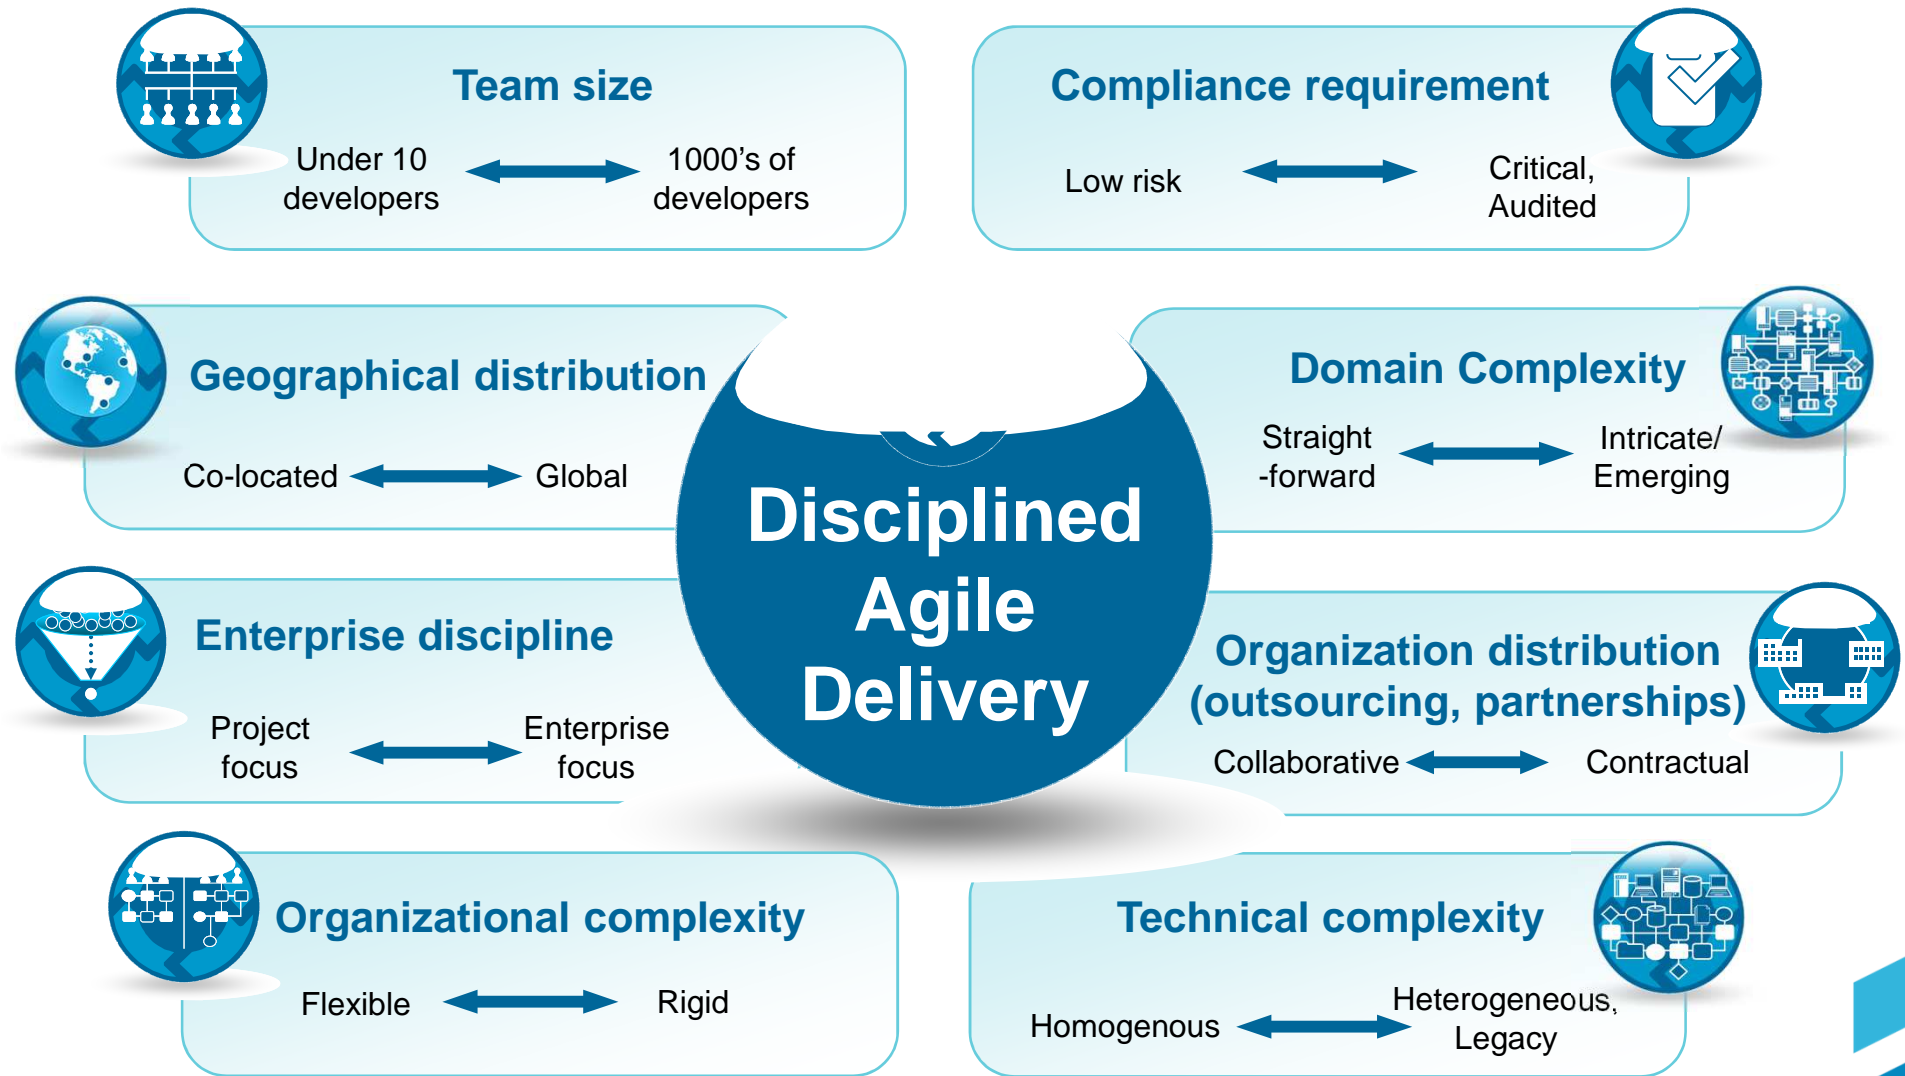 Team size
Under 10
developers
1000's of
developers
Compliance requirement
Low risk
Critical,
Audited
Geographical distribution
Co-located
Global
Domain Complexity
Straight
-forward
Intricate/
Emerging
Disciplined
Agile
Delivery
Enterprise discipline
Project
focus
Enterprise
focus
Organization distribution
(outsourcing, partnerships)
Collaborative
Contractual
Organizational complexity
Flexible
Rigid
Technical complexity
Homogenous
Heterogeneous,
Legacy